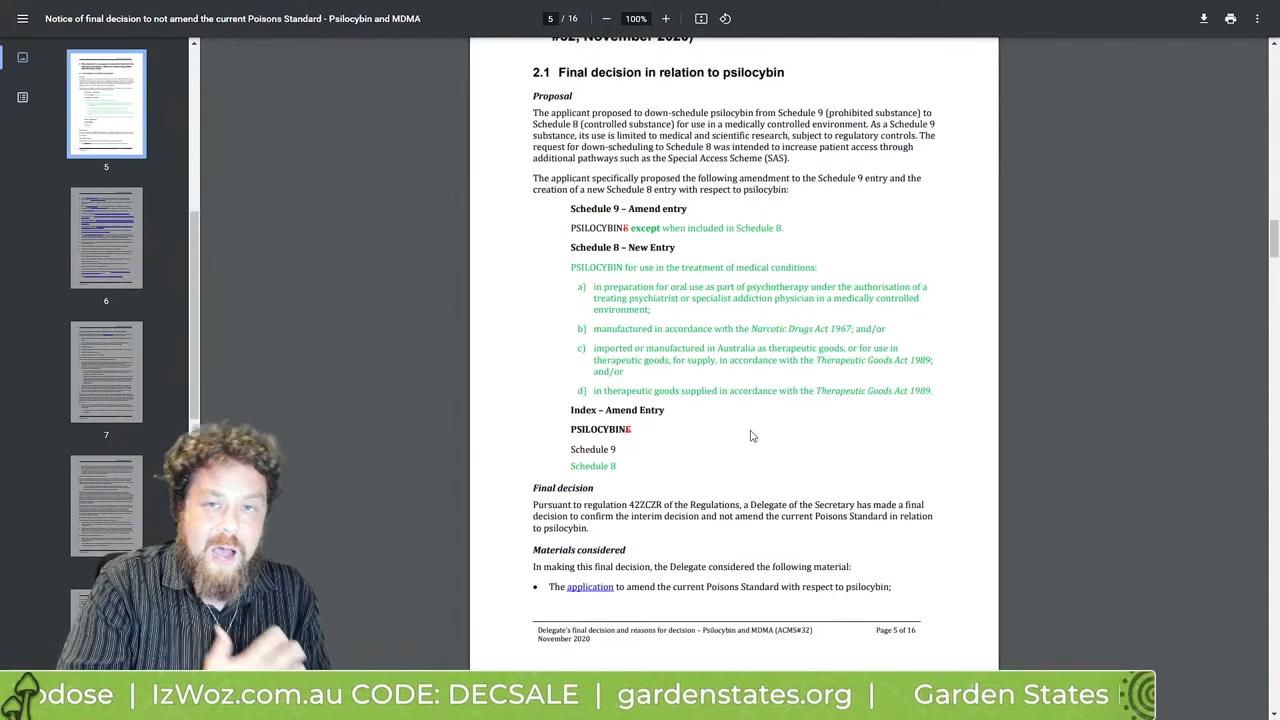 Notice of Final Decision to not amend the current Poisons Standard - Psilocybin and MDMA
5 / 16
100%
#32, November 2020)
2.1 Final decision in relation to psilocybin
Proposal
The applicant proposed to down-schedule psilocybin from Schedule 9 (prohibited substance) to
Schedule 8 (controlled substance) for use in a medically controlled environment. As a Schedule 9
substance, its use is limited to medical and scientific research, subject to regulatory controls. The
request for down-scheduling to Schedule 8 was intended to increase patient access through
additional pathways such as the Special Access Scheme (SAS).
The applicant specifically proposed the following amendment to the Schedule 9 entry and the
creation of a new Schedule 8 entry with respect to psilocybin:
Schedule 9 – Amend entry
PSILOCYBINE except when included in Schedule 8.
Schedule 8 – New Entry
PSILOCYBIN for use in the treatment of medical conditions:
a) in preparation for oral use as part of psychotherapy under the authorisation of a
treating psychiatrist or specialist addiction physician in a medically controlled
environment;
b) manufactured in accordance with the Narcotic Drugs Act 1967; and/or
c) imported or manufactured in Australia as therapeutic goods, or for use in
therapeutic goods, for supply, in accordance with the Therapeutic Goods Act 1989;
and/or
d) in therapeutic goods supplied in accordance with the Therapeutic Goods Act 1989.
Index – Amend Entry
PSILOCYBINE
Schedule 9
Schedule 8
Final decision
Pursuant to regulation 42ZCZR of the Regulations, a Delegate of the Secretary has made a final
decision to confirm the interim decision and not amend the current Poisons Standard in relation
to psilocybin.
Materials considered
In making this final decision, the Delegate considered the following material:
• The application to amend the current Poisons Standard with respect to psilocybin;
Delegate's final decision and reasons for decision – Psilocybin and MDMA (ACMS#32)
November 2020
Page 5 of 16
5
6
7
odose | IzWoz.com.au CODE: DECSALE | gardenstates.org | Garden States